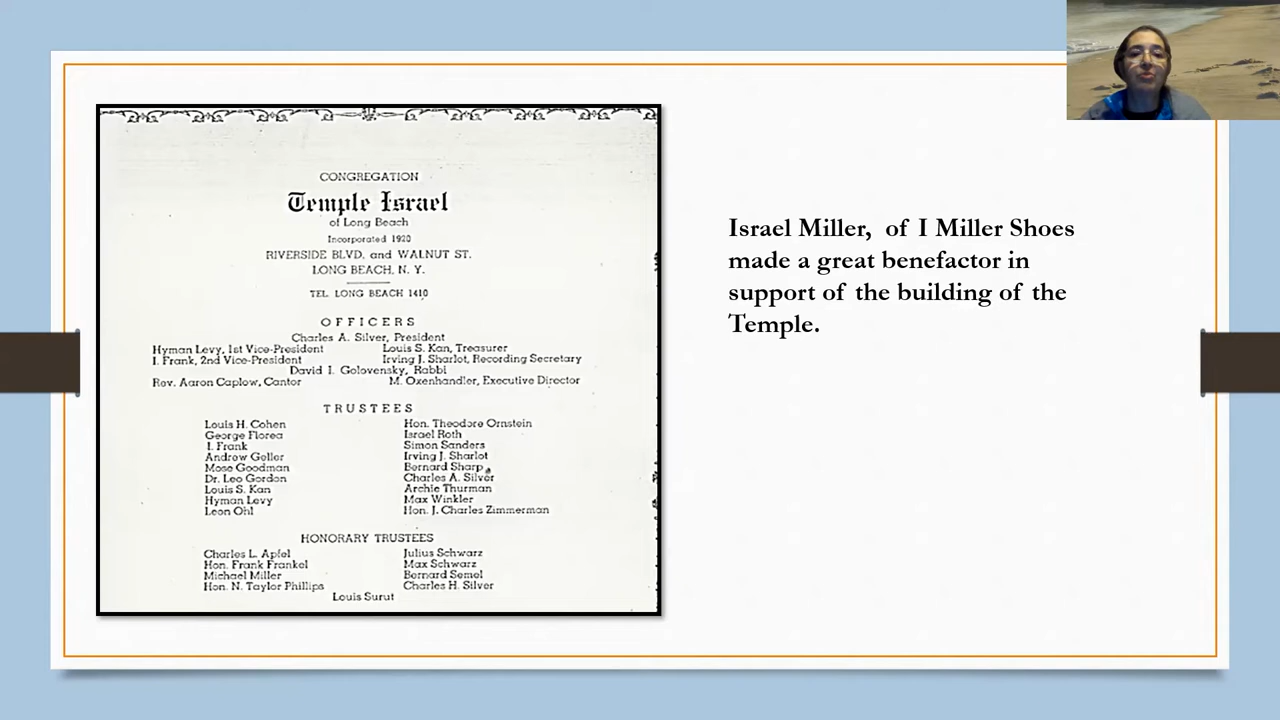 CONGREGATION
Temple Israel
of Long Beach
Incorporated 1920
RIVERSIDE BLVD. and WALNUT ST.
LONG BEACH, N. Y.
TEL. LONG BEACH 1410
OFFICERS
Charles A. Silver, President
Hyman Levy, 1st Vice-President Louis S. Kan, Treasurer
I. Frank, 2nd Vice-President Irving J. Sharlot, Recording Secretary
David I. Golovensky, Rabbi
Rev. Aaron Caplow, Cantor M. Oxenhandler, Executive Director
TRUSTEES
Louis H. Cohen Hon. Theodore Ornstein
George Florea Israel Roth
I. Frank Simon Sanders
Andrew Geller Irving J. Sharlot
Mose Goodman Bernard Sharp
Dr. Leo Gordon Charles A. Silver
Louis S. Kan Archie Thurman
Hyman Levy Max Winkler
Leon Ohl Hon. J. Charles Zimmerman
HONORARY TRUSTEES
Charles L. Apfel Julius Schwarz
Hon. Frank Frankel Max Schwarz
Michael Miller Bernard Semel
Hon. N. Taylor Phillips Charles H. Silver
Louis Surut
Israel Miller, of I Miller Shoes
made a great benefactor in
support of the building of the
Temple.